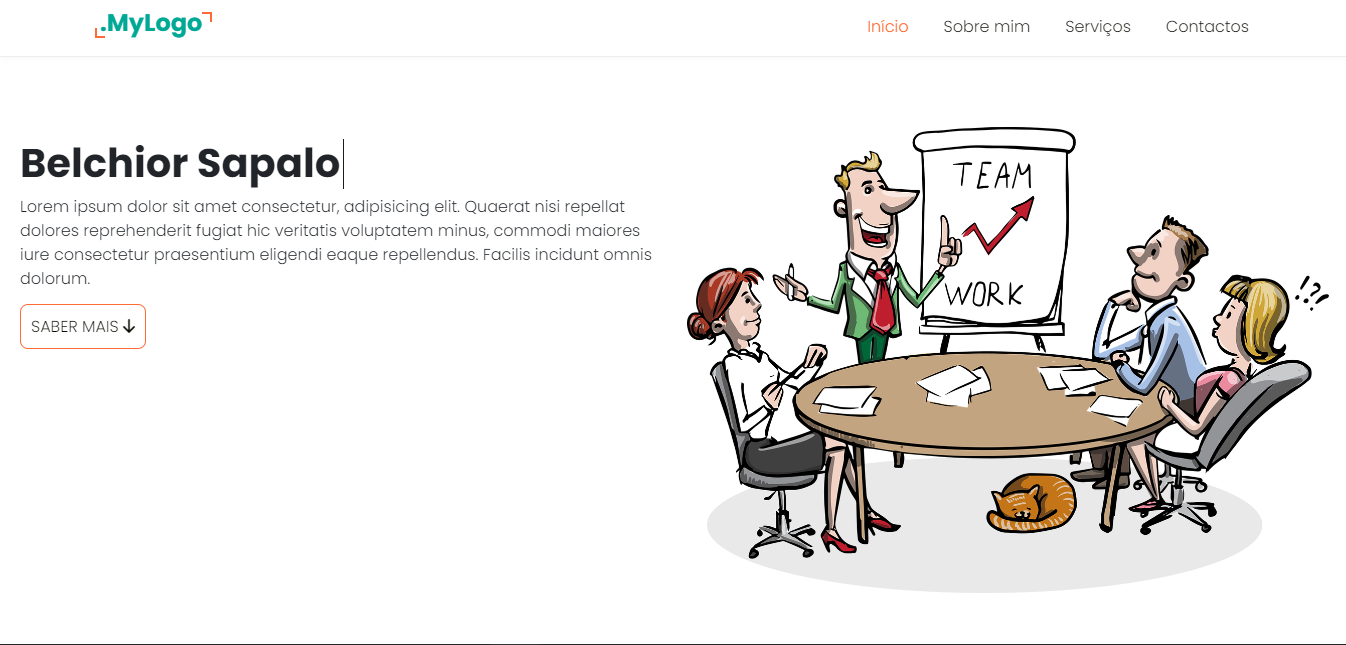 .MyLogo
Início Sobre mim Serviços Contactos
Belchior Sapalo
Lorem ipsum dolor sit amet consectetur, adipisicing elit. Quaerat nisi repellat
dolores reprehenderit fugiat hic veritatis voluptatem minus, commodi maiores
iure consectetur praesentium eligendi eaque repellendus. Facilis incidunt omnis
dolorum.
SABER MAIS
TEAM
WORK
!?!